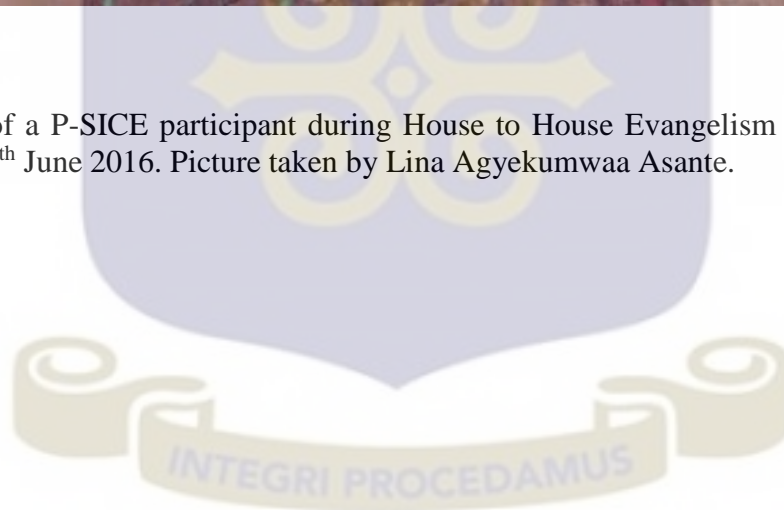 of a P-SICE participant during House to House Evangelism
th June 2016. Picture taken by Lina Agyekumwaa Asante.
INTEGRI PROCEDAMUS